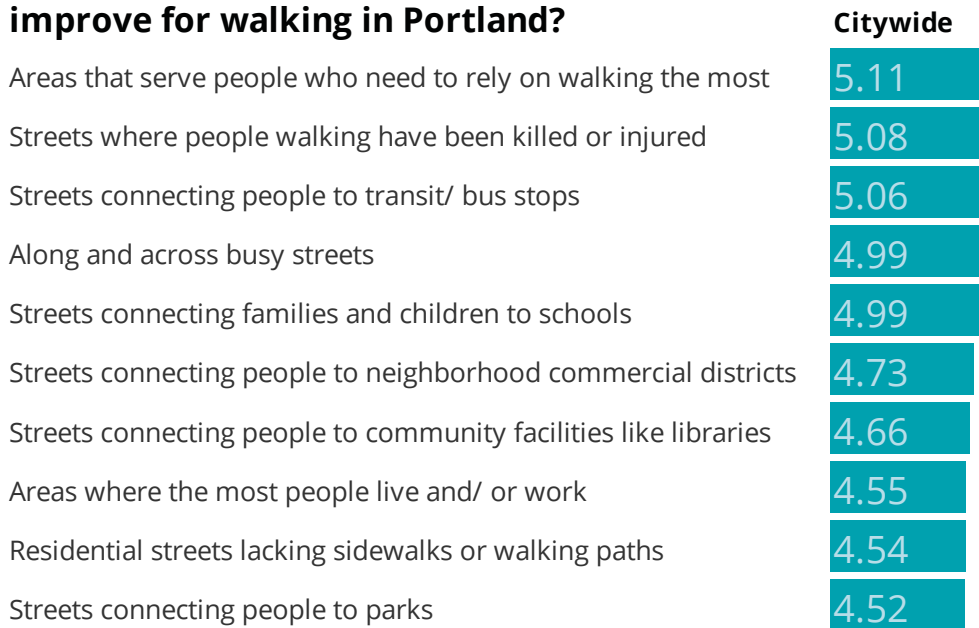 improve for walking in Portland?
Citywide
Areas that serve people who need to rely on walking the most 5.11
Streets where people walking have been killed or injured 5.08
Streets connecting people to transit/ bus stops 5.06
Along and across busy streets 4.99
Streets connecting families and children to schools 4.99
Streets connecting people to neighborhood commercial districts 4.73
Streets connecting people to community facilities like libraries 4.66
Areas where the most people live and/ or work 4.55
Residential streets lacking sidewalks or walking paths 4.54
Streets connecting people to parks 4.52